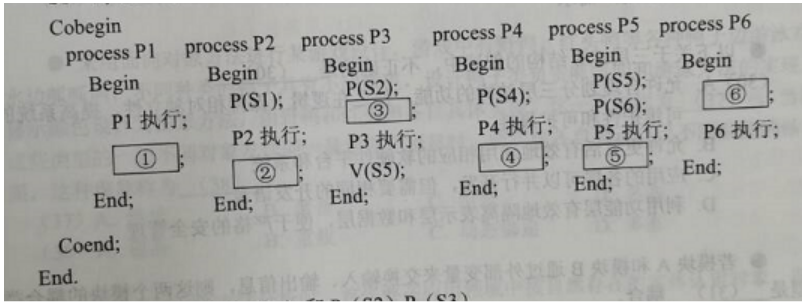 Cobegin
process P1
Begin
P1 执行;
①;
End;
process P2
Begin
P(S1);
P2 执行;
②;
End;
process P3
Begin
P(S2);
③;
P3 执行;
V(S5);
End;
process P4
Begin
P(S4);
P4 执行;
④;
End;
process P5
Begin
P(S5);
P(S6);
P5 执行;
⑤;
End;
process P6
Begin
⑥;
P6 执行;
End;
Coend;
End.